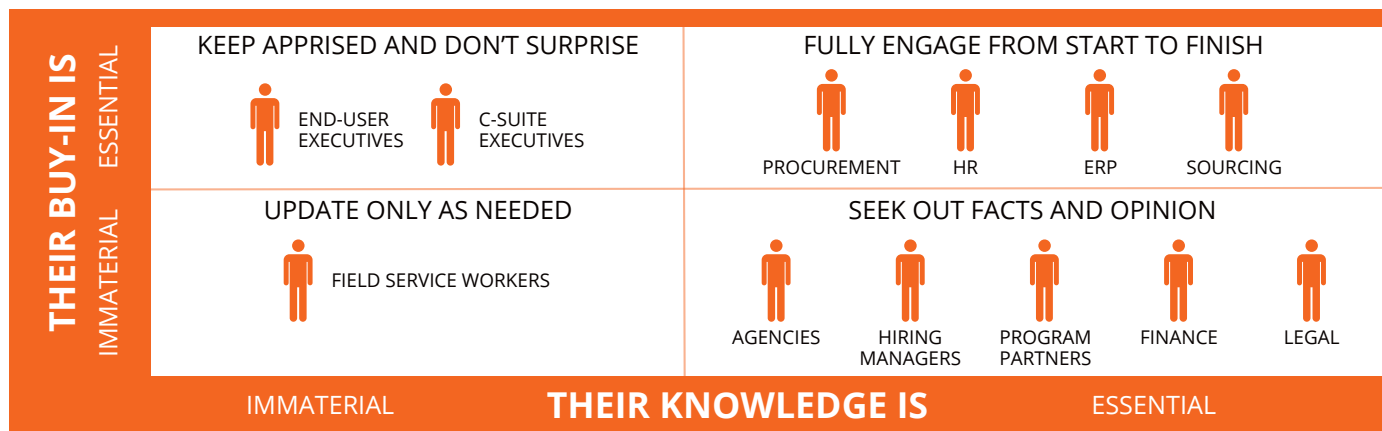 THEIR BUY-IN IS
ESSENTIAL
IMMATERIAL
KEEP APPRISED AND DON'T SURPRISE
END-USER
EXECUTIVES
C-SUITE
EXECUTIVES
FULLY ENGAGE FROM START TO FINISH
PROCUREMENT
HR
ERP
SOURCING
UPDATE ONLY AS NEEDED
FIELD SERVICE WORKERS
SEEK OUT FACTS AND OPINION
AGENCIES
HIRING
MANAGERS
PROGRAM
PARTNERS
FINANCE
LEGAL
IMMATERIAL
THEIR KNOWLEDGE IS
ESSENTIAL